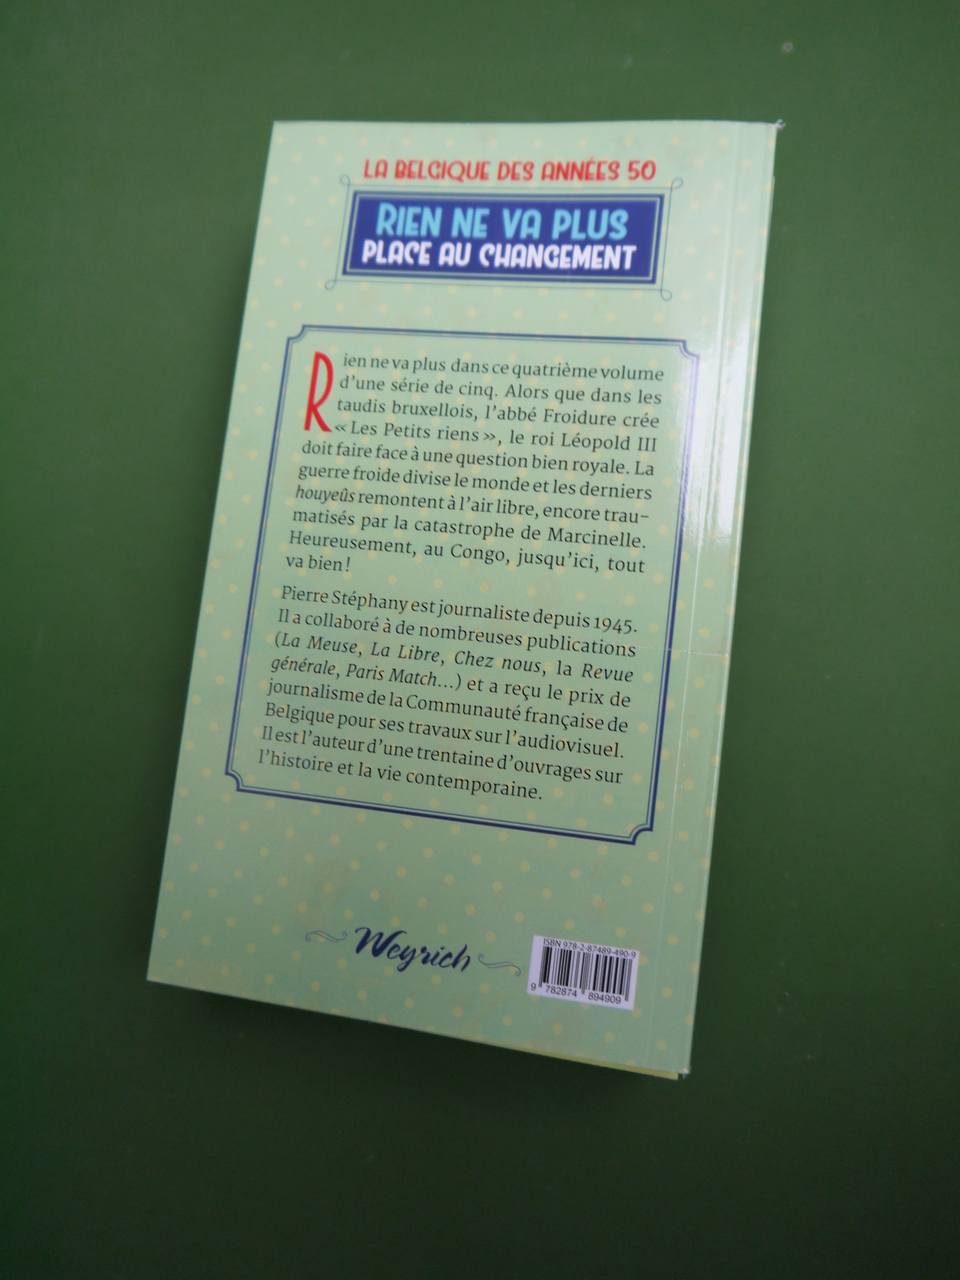 LA BELGIQUE DES ANNÉES 50
RIEN NE VA PLUS
PLACE AU CHANGEMENT
Rien ne va plus dans ce quatrième volume
d'une série de cinq. Alors que dans les
taudis bruxellois, l'abbé Froidure crée
« Les Petits riens », le roi Léopold III
doit faire face à une question bien royale. La
guerre froide divise le monde et les derniers
houyeûs remontent à l'air libre, encore trau-
matisés par la catastrophe de Marcinelle.
Heureusement, au Congo, jusqu'ici, tout
va bien !
Pierre Stéphany est journaliste depuis 1945.
Il a collaboré à de nombreuses publications
(La Meuse, La Libre, Chez nous, la Revue
générale, Paris Match...) et a reçu le prix de
journalisme de la Communauté française de
Belgique pour ses travaux sur l'audiovisuel.
Il est l'auteur d'une trentaine d'ouvrages sur
l'histoire et la vie contemporaine.
Weyrich
ISBN 978-2-87489-490-9
9 782874 894909